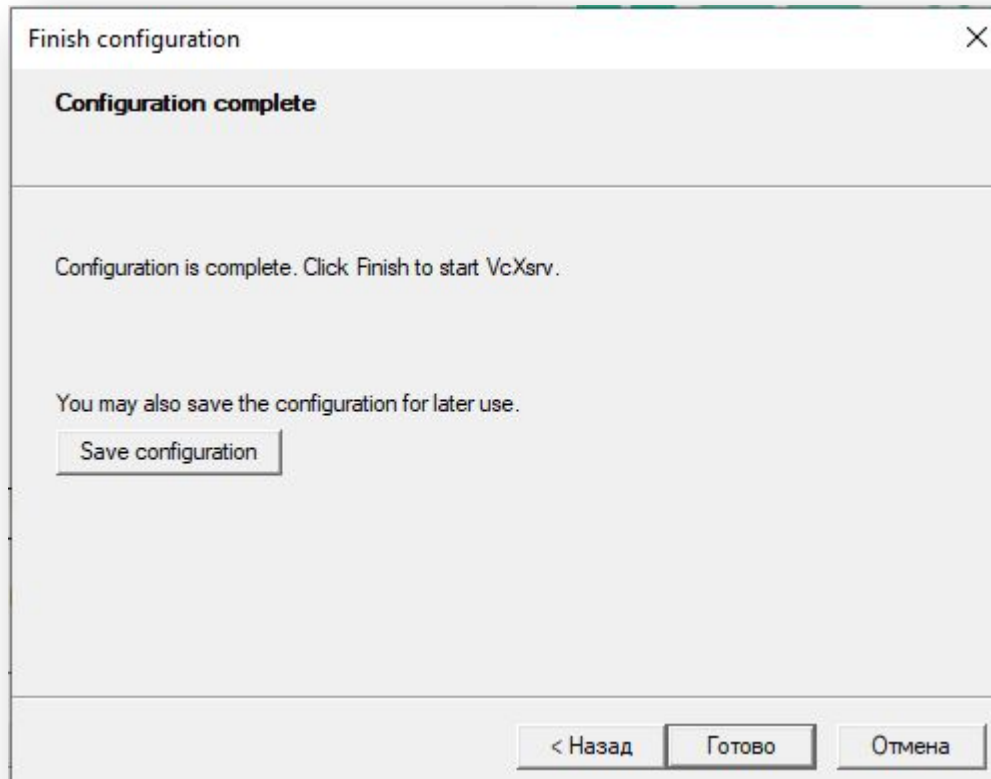 Finish configuration
Configuration complete
Configuration is complete. Click Finish to start VcXsrv.
You may also save the configuration for later use.
Save configuration
< Назад Готово Отмена